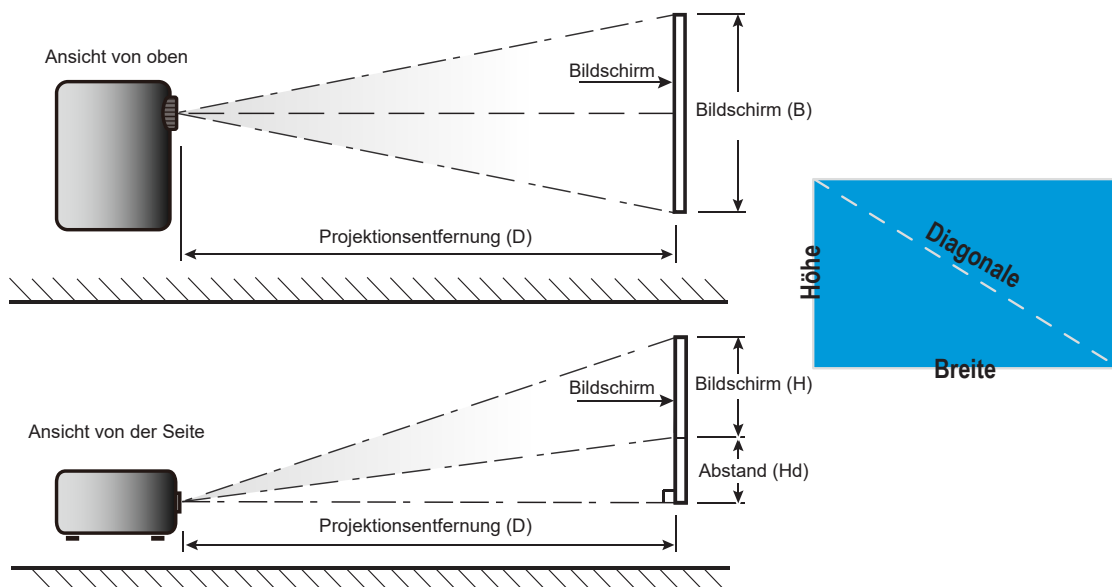 Ansicht von oben
Bildschirm
Bildschirm (B)
Projektionsentfernung (D)
Höhe
Diagonale
Breite
Ansicht von der Seite
Bildschirm
Bildschirm (H)
Abstand (Hd)
Projektionsentfernung (D)